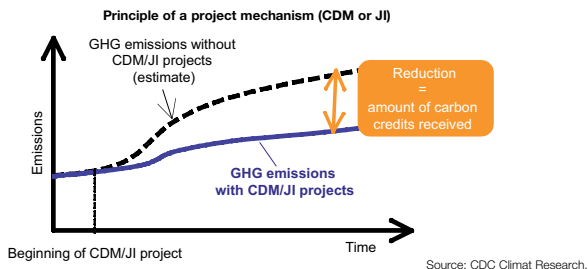 Principle of a project mechanism (CDM or JI)
GHG emissions without
CDM/JI projects
(estimate)
Reduction
=
amount of carbon
credits received
Emissions
GHG emissions
with CDM/JI projects
Time
Beginning of CDM/JI project
Source: CDC Climat Research.